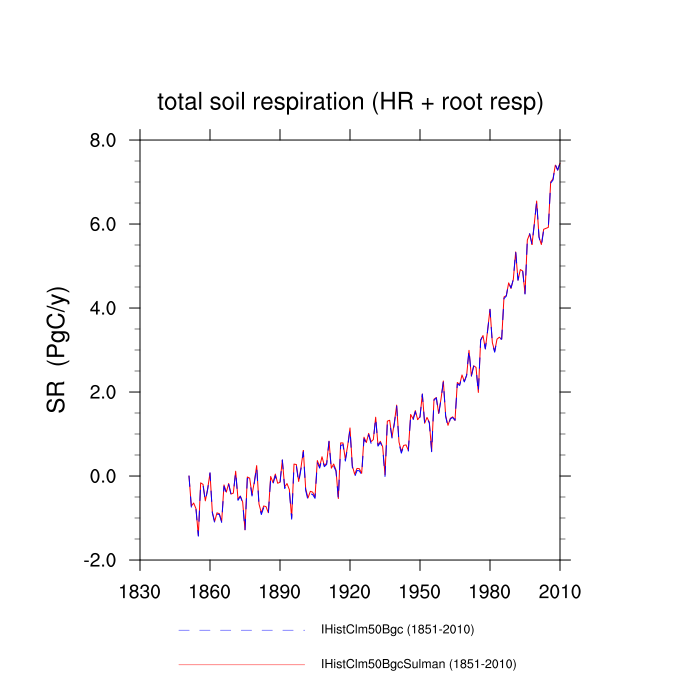 total soil respiration (HR + root resp)
8.0
6.0
4.0
2.0
0.0
-2.0
SR (PgC/y)
1830 1860 1890 1920 1950 1980 2010
IHistClm50Bgc (1851-2010)
IHistClm50BgcSulman (1851-2010)